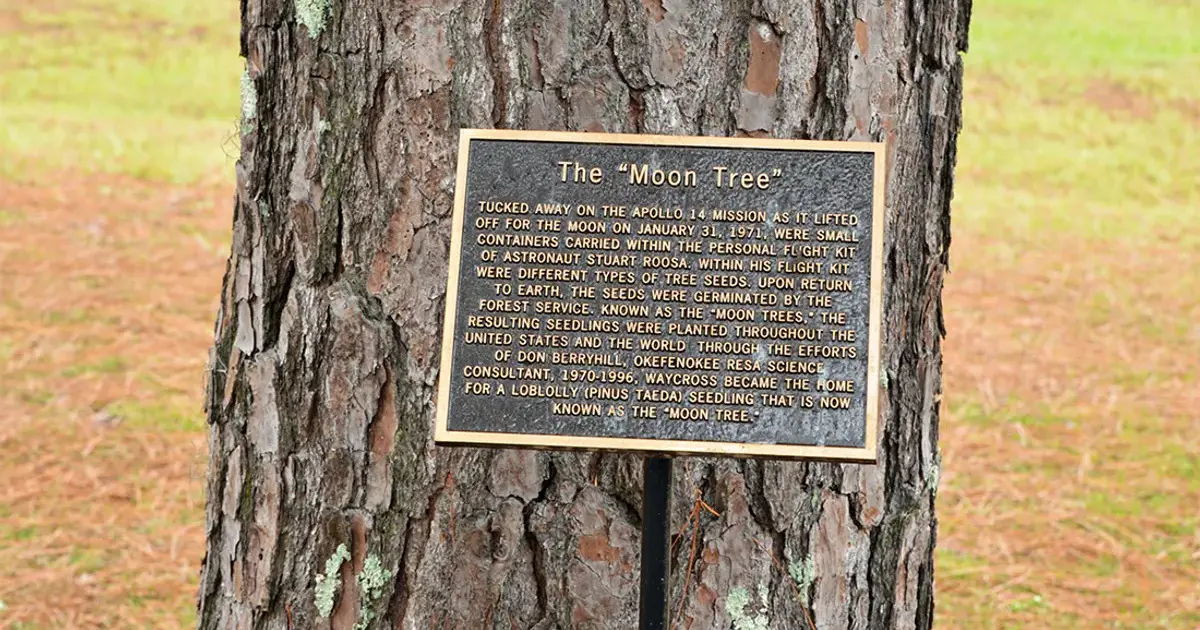 The "Moon Tree"
TUCKED AWAY ON THE APOLLO 14 MISSION AS IT LIFTED
OFF FOR THE MOON ON JANUARY 31, 1971, WERE SMALL
CONTAINERS CARRIED WITHIN THE PERSONAL FLIGHT KIT
OF ASTRONAUT STUART ROOSA. WITHIN HIS FLIGHT KIT
WERE DIFFERENT TYPES OF TREE SEEDS. UPON RETURN
TO EARTH, THE SEEDS WERE GERMINATED BY THE
FOREST SERVICE. KNOWN AS THE "MOON TREES," THE
RESULTING SEEDLINGS WERE PLANTED THROUGHOUT THE
UNITED STATES AND THE WORLD THROUGH THE EFFORTS
OF DON BERRYHILL, OKEFENOKEE RESA SCIENCE
CONSULTANT, 1970-1996, WAYCROSS BECAME THE HOME
FOR A LOBLOLLY (PINUS TAEDA) SEEDLING THAT IS NOW
KNOWN AS THE "MOON TREE."